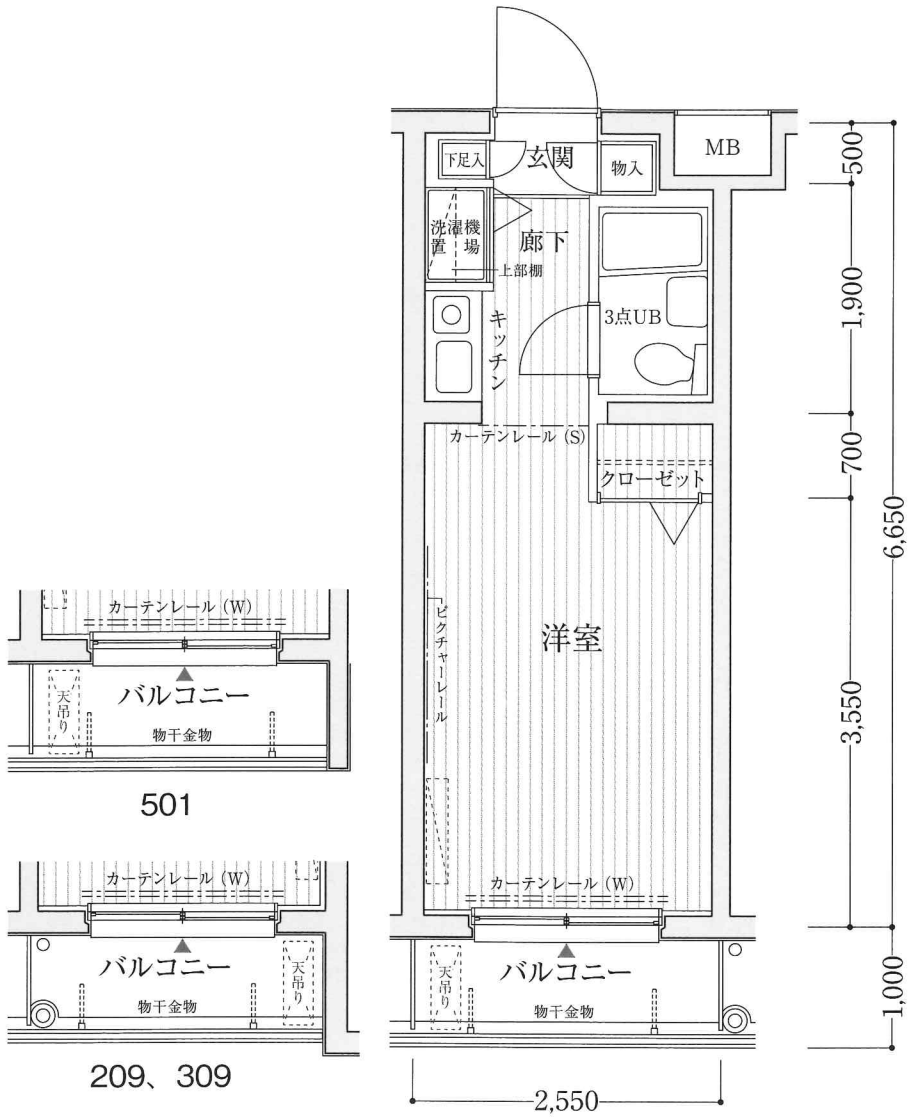 下足入
玄関
物入
MB
洗濯機
置場
廊下
上部棚
キッチン
3点UB
カーテンレール (S)
クローゼット
ピクチャーレール
洋室
カーテンレール (W)
バルコニー
天吊り
物干金物
500
1,900
700
3,550
6,650
1,000
2,550
カーテンレール (W)
バルコニー
天吊り
物干金物
501
カーテンレール (W)
バルコニー
天吊り
物干金物
209、309